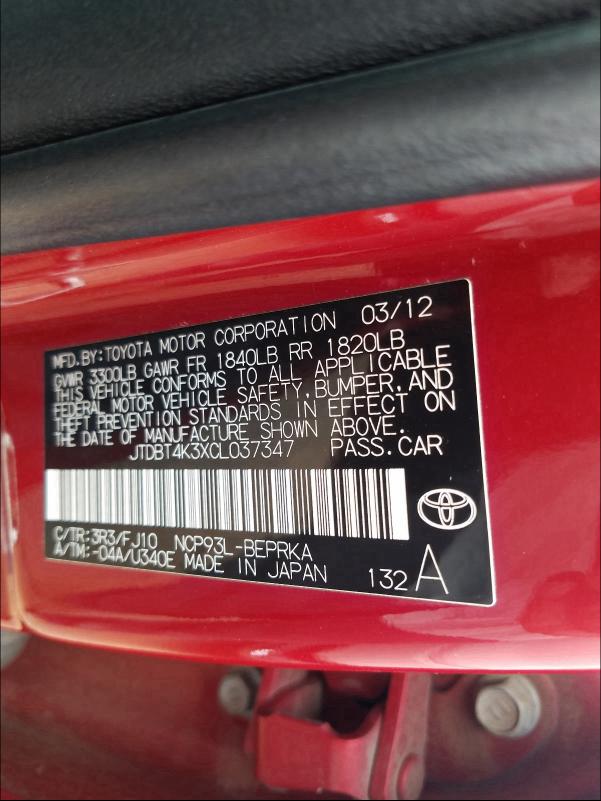 MFD.BY:TOYOTA MOTOR CORPORATION 03/12
GVWR 3300LB GAWR FR 1840LB RR 1820LB
THIS VEHICLE CONFORMS TO ALL APPLICABLE
FEDERAL MOTOR VEHICLE SAFETY,BUMPER,AND
THEFT PREVENTION STANDARDS IN EFFECT ON
THE DATE OF MANUFACTURE SHOWN ABOVE.
JTDBT4K3XCL037347 PASS.CAR
C/TR:3R3/FJ10 NCP93L-BEPRKA
A/TM:-04A/U340E MADE IN JAPAN 132 A